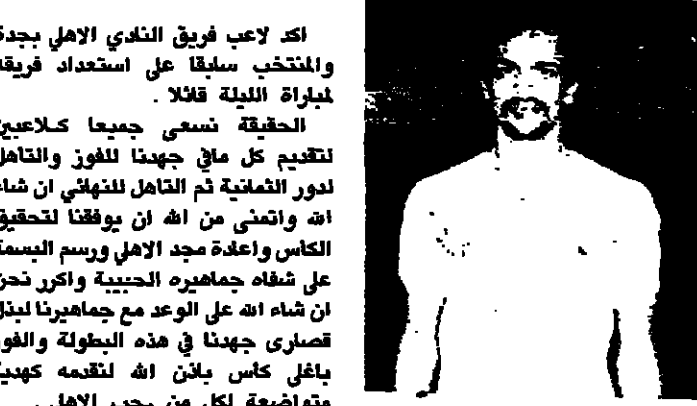 اكد لاعب فريق النادي الاهلي بجدة
والمنتخب سابقا على استعداد فريقه
لمباراة الليلة قائلا .
الحقيقة نسعى جميعا كـلاعبين
لتقديم كل مافي جهدنا للفوز والتأهل
لدور الثمانية ثم التاهل للنهائي ان شاء
الله واتمنى من الله ان يوفقنا لتحقيق
الكأس واعادة مجد الاهلي ورسم البسمة
على شفاه جماهيره الحبيبة واكرر نحن
ان شاء الله على الوعد مع جماهيرنا لبذل
قصارى جهدنا في هذه البطولة والفوز
باغلى كأس باذن الله لنقدمه كهدية
متواضعة لكل من يحب الاهلي .